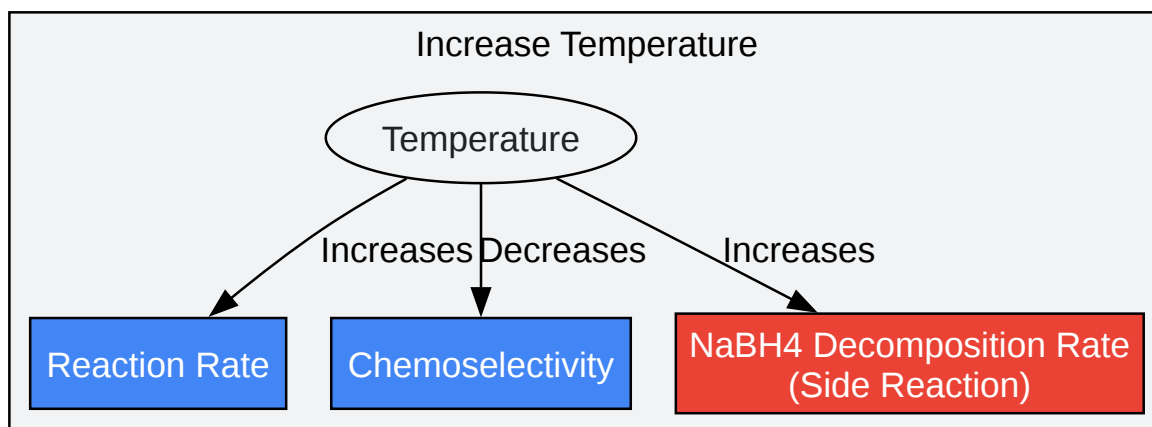 Increase Temperature
Temperature
Increases
Decreases
Increases
Reaction Rate
Chemoselectivity
NaBH4 Decomposition Rate
(Side Reaction)